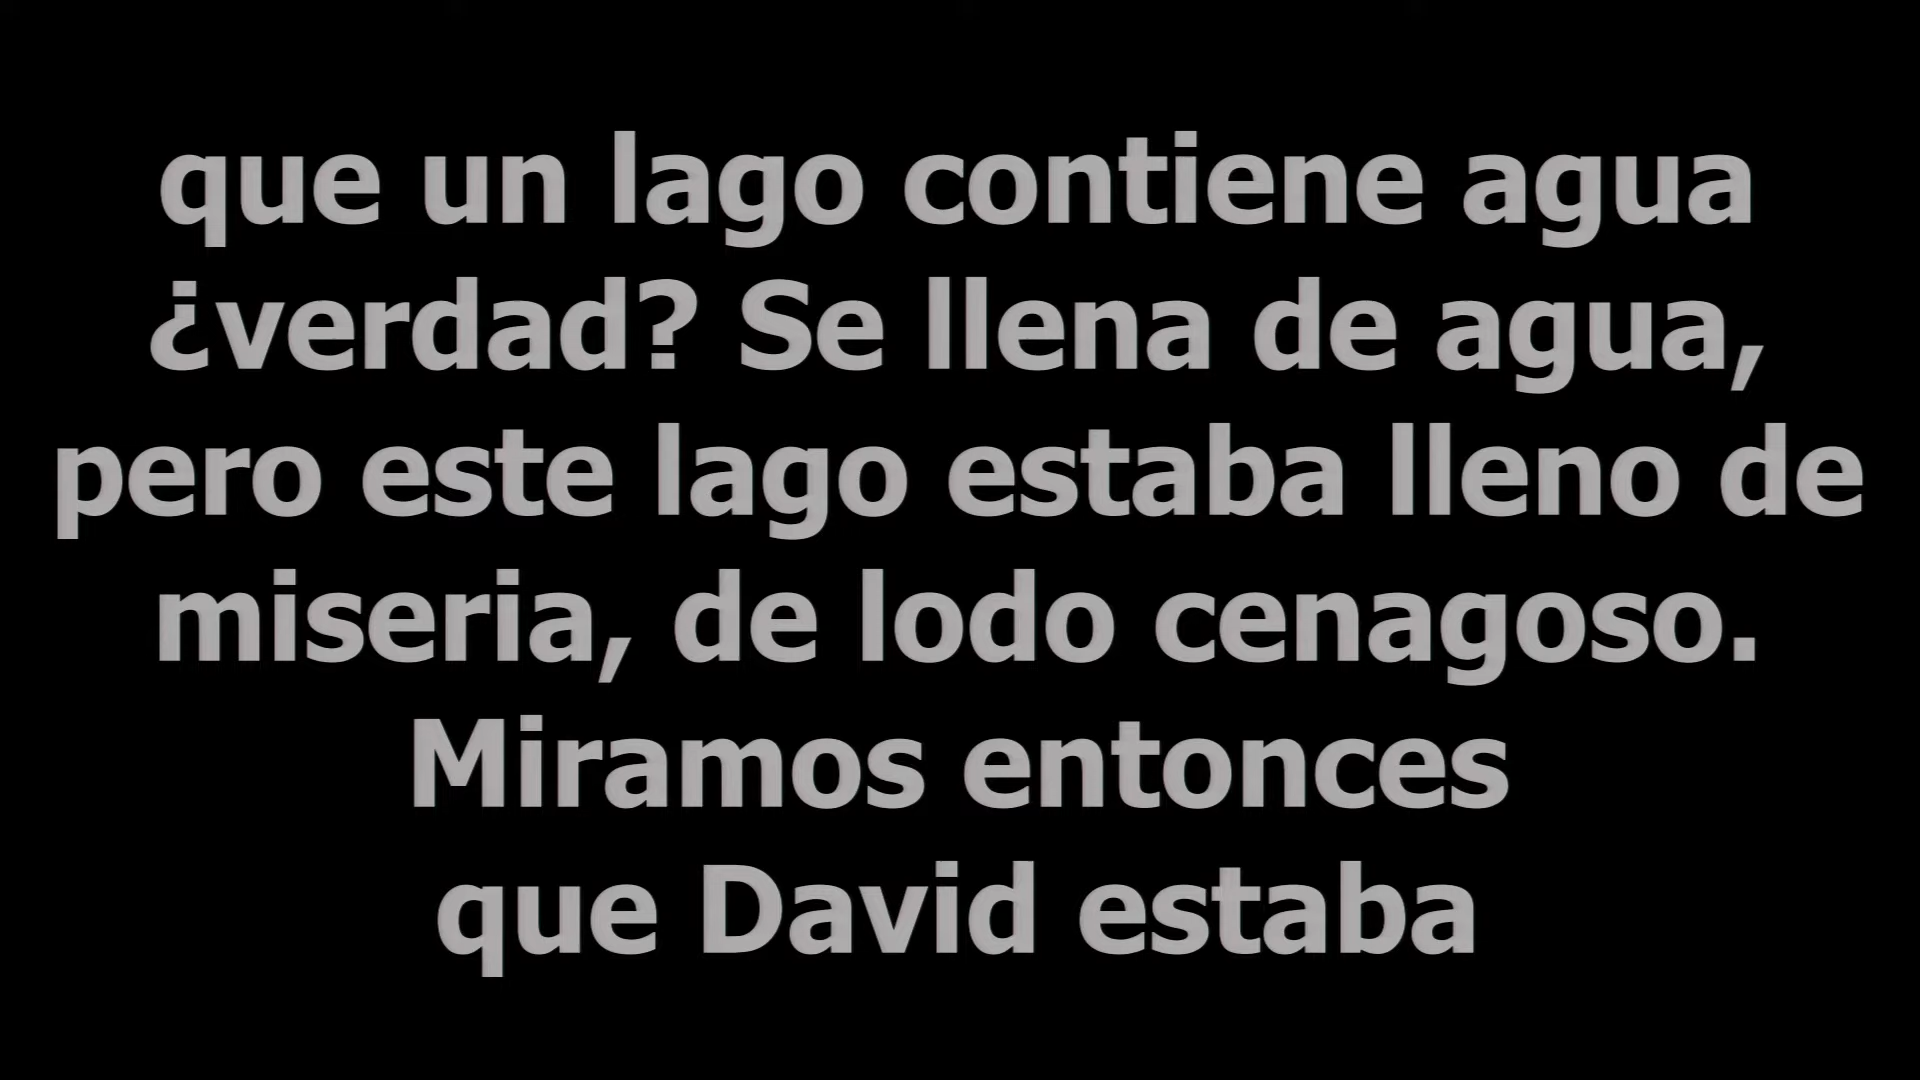 que un lago contiene agua
¿verdad? Se llena de agua,
pero este lago estaba lleno de
miseria, de lodo cenagoso.
Miramos entonces
que David estaba